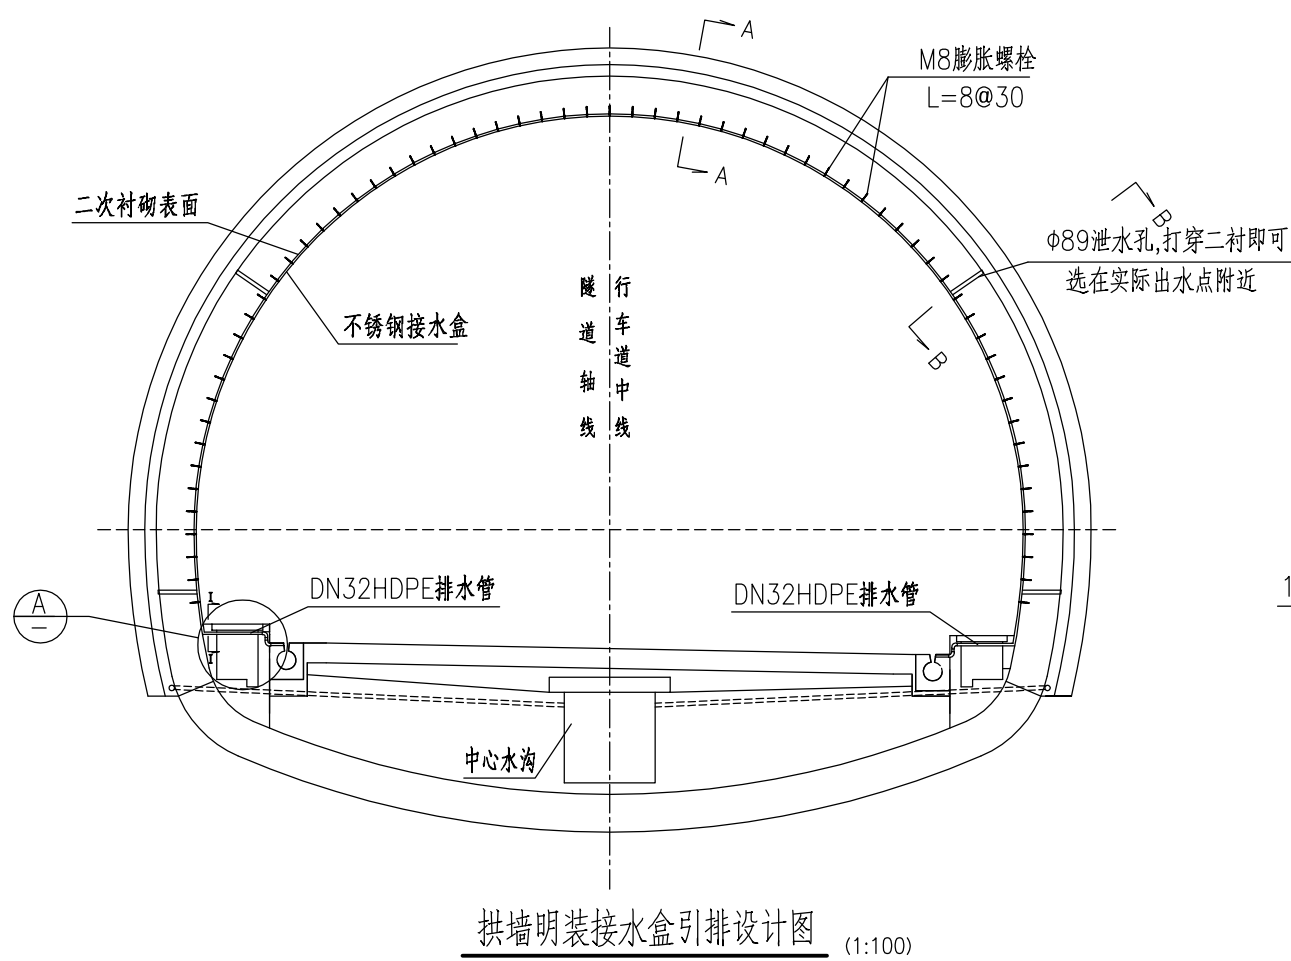 A
M8膨胀螺栓
L=8@30
A
二次衬砌表面
B
Φ89泄水孔,打穿二衬即可
选在实际出水点附近
隧道轴线
行车道中线
不锈钢接水盒
B
DN32HDPE排水管
DN32HDPE排水管
A
I
I
1
中心水沟
拱墙明装接水盒引排设计图
(1:100)